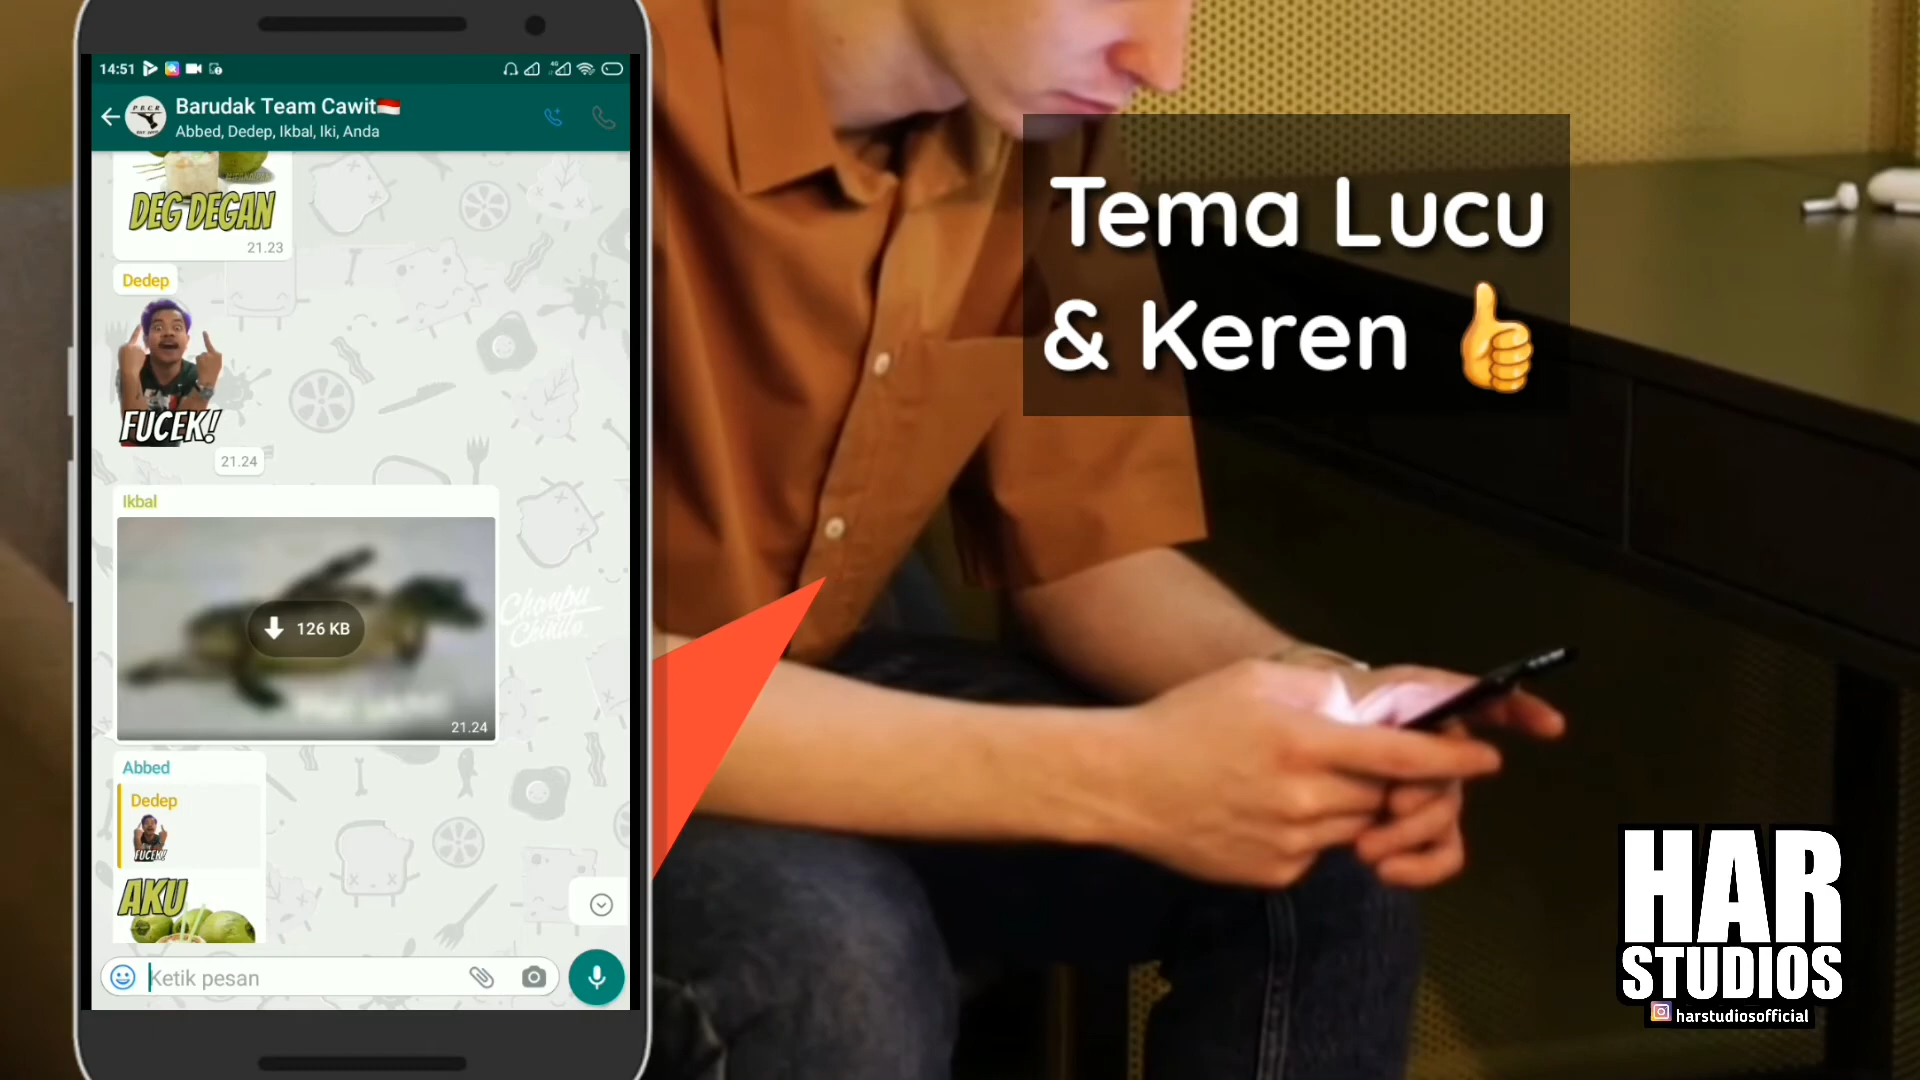 14:51
Barudak Team Cawit
Abbed, Dedep, Ikbal, Iki, Anda
DEG DEGAN
21.23
Dedep
FUCEK!
21.24
Ikbal
126 KB
21.24
Abbed
Dedep
FUCEK!
AKU
Ketik pesan
Tema Lucu
& Keren
HAR
STUDIOS
harstudiosofficial